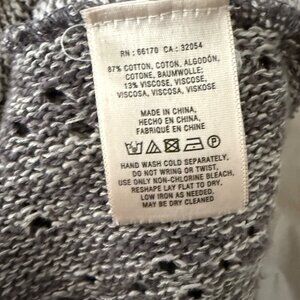 RN : 66170 CA : 32054
87% COTTON, COTON, ALGODÓN,
COTONE, BAUMWOLLE;
13% VISCOSE, VISCOSE,
VISCOSA, VISCOSA, VISKOSE
MADE IN CHINA,
HECHO EN CHINA,
FABRIQUÉ EN CHINE
HAND WASH COLD SEPARATELY,
DO NOT WRING OR TWIST,
USE ONLY NON-CHLORINE BLEACH,
RESHAPE LAY FLAT TO DRY,
LOW IRON AS NEEDED,
MAY BE DRY CLEANED